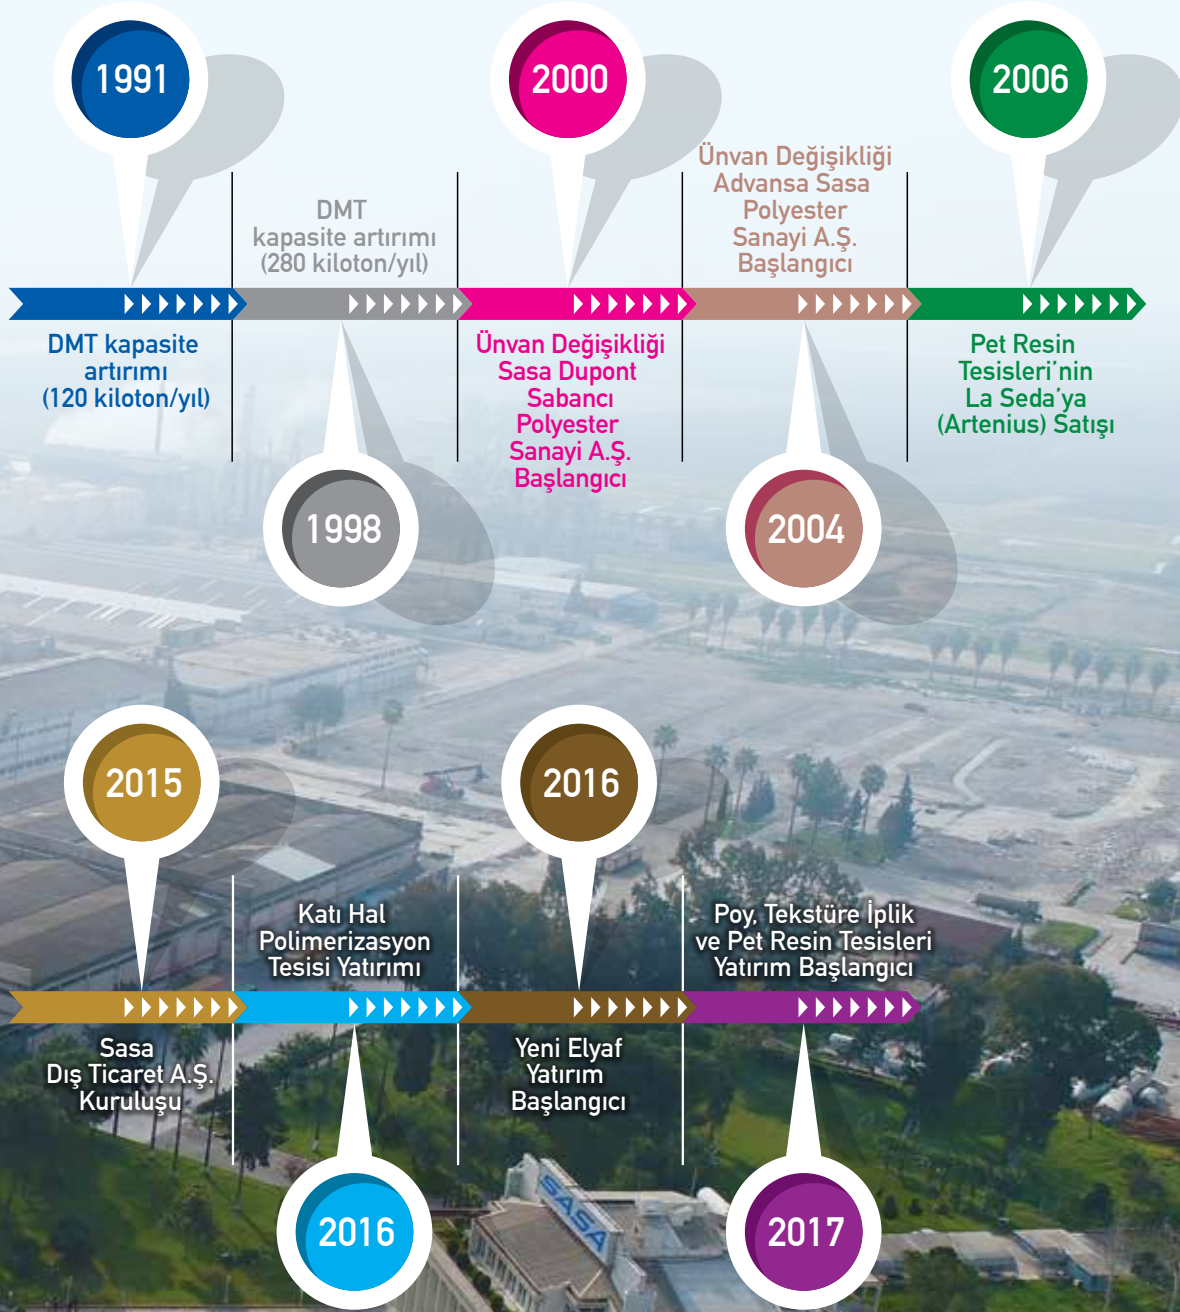 1991
DMT kapasite
artırımı
(120 kiloton/yıl)
DMT
kapasite artırımı
(280 kiloton/yıl)
1998
2000
Ünvan Değişikliği
Sasa Dupont
Sabancı
Polyester
Sanayi A.Ş.
Başlangıcı
Ünvan Değişikliği
Advansa Sasa
Polyester
Sanayi A.Ş.
Başlangıcı
2004
2006
Pet Resin
Tesisleri’nin
La Seda’ya
(Artenius) Satışı
2015
Sasa
Dış Ticaret A.Ş.
Kuruluşu
Katı Hal
Polimerizasyon
Tesisi Yatırımı
2016
2016
Yeni Elyaf
Yatırım
Başlangıcı
Poy, Tekstüre İplik
ve Pet Resin Tesisleri
Yatırım Başlangıcı
2017
SASA
SASA